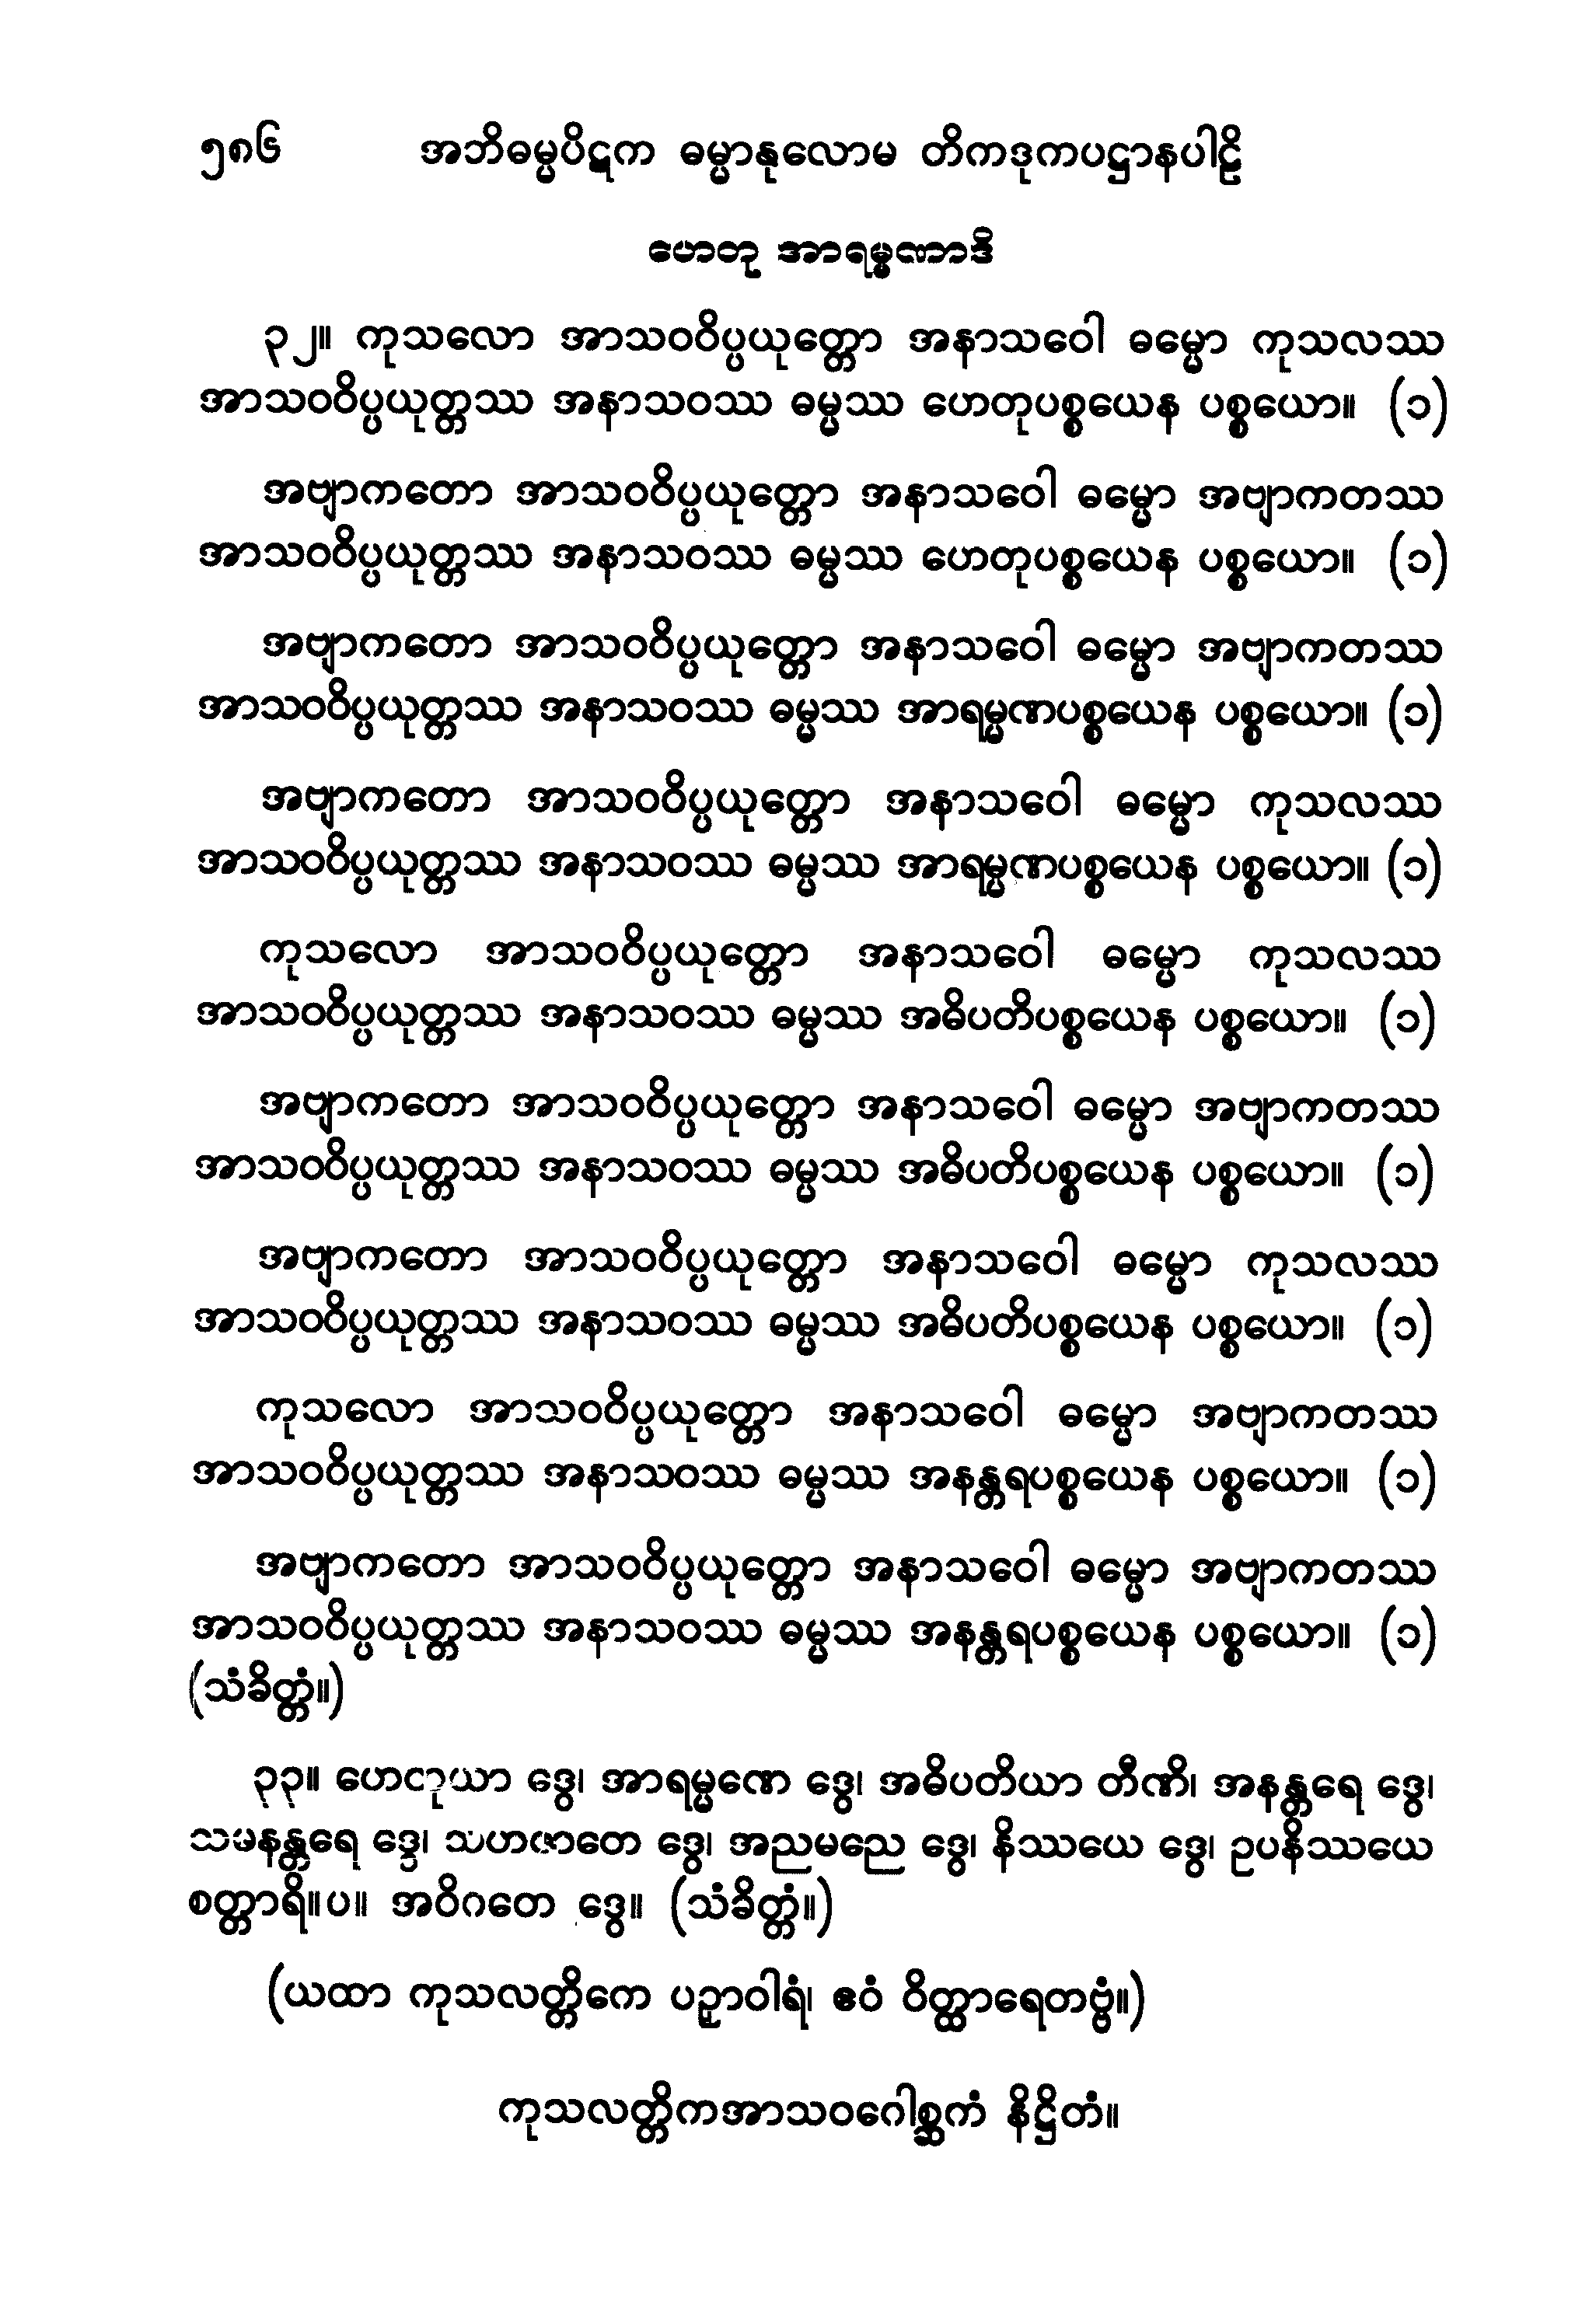 ၅၈၆ အဘိဓမ္မပိဋက ဓမ္မာနုလောမ တိကဒုကပဋ္ဌာနပါဠိ
ဟေတု အာရမ္မဏာဒိ
၃၂။ ကုသလော အာသဝဝိပ္ပယုတ္တော အနာသဝေါ ဓမ္မော ကုသလဿ
အာသဝဝိပ္ပယုတ္တဿ အနာသဝဿ ဓမ္မဿ ဟေတုပစ္စယေန ပစ္စယော။ (၁)
အဗျာကတော အာသဝဝိပ္ပယုတ္တော အနာသဝေါ ဓမ္မော အဗျာကတဿ
အာသဝဝိပ္ပယုတ္တဿ အနာသဝဿ ဓမ္မဿ ဟေတုပစ္စယေန ပစ္စယော။ (၁)
အဗျာကတော အာသဝဝိပ္ပယုတ္တော အနာသဝေါ ဓမ္မော အဗျာကတဿ
အာသဝဝိပ္ပယုတ္တဿ အနာသဝဿ ဓမ္မဿ အာရမ္မဏပစ္စယေန ပစ္စယော။ (၁)
အဗျာကတော အာသဝဝိပ္ပယုတ္တော အနာသဝေါ ဓမ္မော ကုသလဿ
အာသဝဝိပ္ပယုတ္တဿ အနာသဝဿ ဓမ္မဿ အာရမ္မဏပစ္စယေန ပစ္စယော။ (၁)
ကုသလော အာသဝဝိပ္ပယုတ္တော အနာသဝေါ ဓမ္မော ကုသလဿ
အာသဝဝိပ္ပယုတ္တဿ အနာသဝဿ ဓမ္မဿ အဓိပတိပစ္စယေန ပစ္စယော။ (၁)
အဗျာကတော အာသဝဝိပ္ပယုတ္တော အနာသဝေါ ဓမ္မော အဗျာကတဿ
အာသဝဝိပ္ပယုတ္တဿ အနာသဝဿ ဓမ္မဿ အဓိပတိပစ္စယေန ပစ္စယော။ (၁)
အဗျာကတော အာသဝဝိပ္ပယုတ္တော အနာသဝေါ ဓမ္မော ကုသလဿ
အာသဝဝိပ္ပယုတ္တဿ အနာသဝဿ ဓမ္မဿ အဓိပတိပစ္စယေန ပစ္စယော။ (၁)
ကုသလော အာသဝဝိပ္ပယုတ္တော အနာသဝေါ ဓမ္မော အဗျာကတဿ
အာသဝဝိပ္ပယုတ္တဿ အနာသဝဿ ဓမ္မဿ အနန္တရပစ္စယေန ပစ္စယော။ (၁)
အဗျာကတော အာသဝဝိပ္ပယုတ္တော အနာသဝေါ ဓမ္မော အဗျာကတဿ
အာသဝဝိပ္ပယုတ္တဿ အနာသဝဿ ဓမ္မဿ အနန္တရပစ္စယေန ပစ္စယော။ (၁)
(သံခိတ္တံ။)
၃၃။ ဟေတုယာ ဒွေ၊ အာရမ္မဏေ ဒွေ၊ အဓိပတိယာ တီဏိ၊ အနန္တရေ ဒွေ၊
သမနန္တရေ ဒွေ၊ သဟဇာတေ ဒွေ၊ အညမညေ ဒွေ၊ နိဿယေ ဒွေ၊ ဥပနိဿယေ
စတ္တာရိ။ပ။ အဝိဂတေ ဒွေ။ (သံခိတ္တံ။)
(ယထာ ကုသလတ္တိကေ ပဉှာဝါရံ၊ ဧဝံ ဝိတ္ထာရေတဗ္ဗံ။)
ကုသလတ္တိကအာသဝဂေါစ္ဆကံ နိဋ္ဌိတံ။